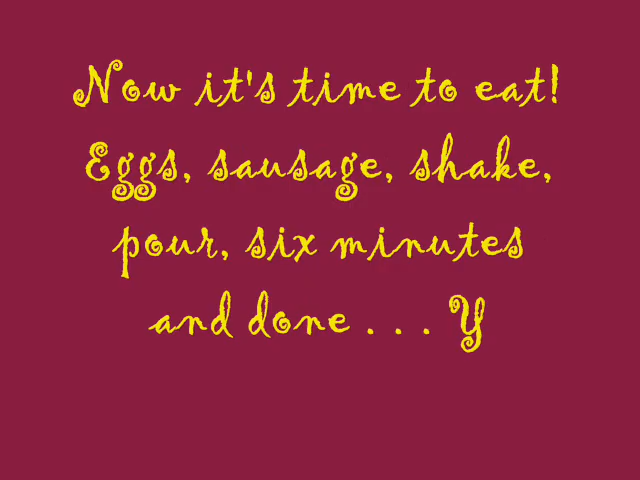 Now it's time to eat!
Eggs, sausage, shake,
pour, six minutes
and done . . . Y